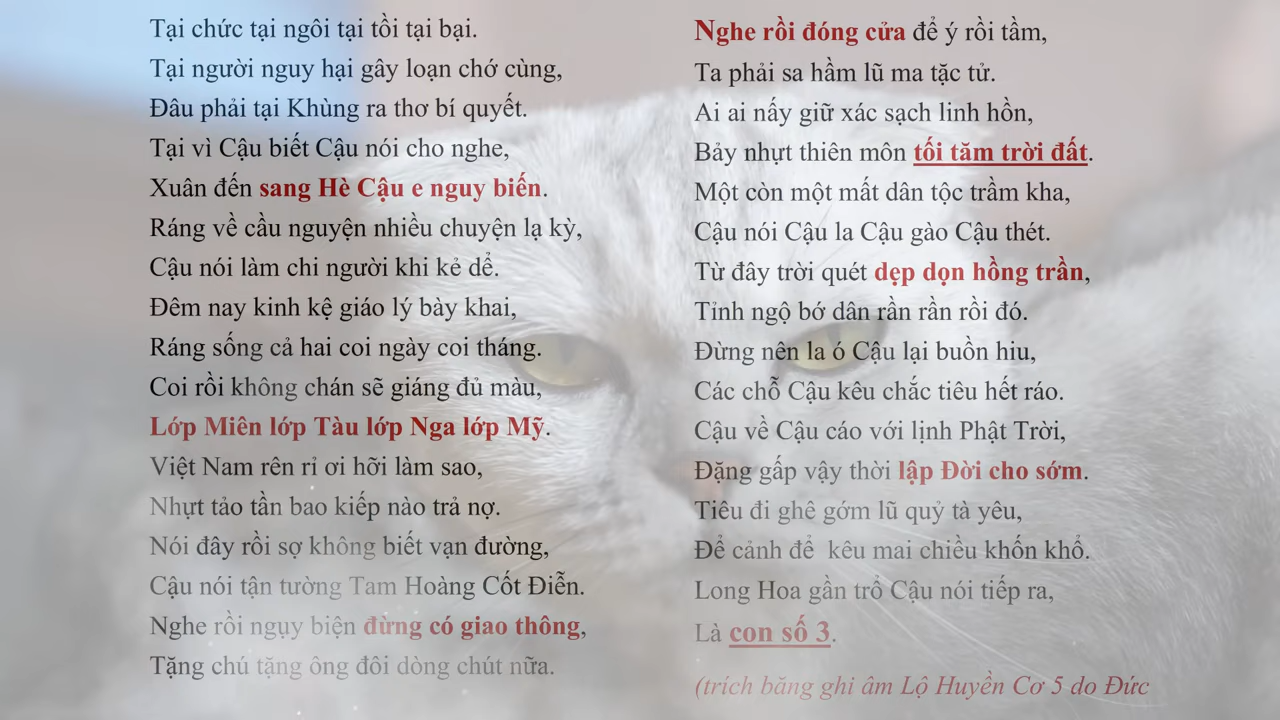 Tại chức tại ngôi tại tồi tại bại.
Tại người nguy hại gây loạn chớ cùng,
Đâu phải tại Khùng ra thơ bí quyết.
Tại vì Cậu biết Cậu nói cho nghe,
Xuân đến sang Hè Cậu e nguy biến.
Ráng về cầu nguyện nhiều chuyện lạ kỳ,
Cậu nói làm chi người khi kẻ dể.
Đêm nay kinh kệ giáo lý bày khai,
Ráng sống cả hai coi ngày coi tháng.
Coi rồi không chán sẽ giáng đủ màu,
Lớp Miên lớp Tàu lớp Nga lớp Mỹ.
Việt Nam rên rỉ ơi hỡi làm sao,
Nhựt tảo tần bao kiếp nào trả nợ.
Nói đây rồi sợ không biết vạn đường,
Cậu nói tận tường Tam Hoàng Cốt Điễn.
Nghe rồi ngụy biện đừng có giao thông,
Tặng chú tặng ông đôi dòng chút nữa.
Nghe rồi đóng cửa để ý rồi tầm,
Ta phải sa hầm lũ ma tặc tử.
Ai ai nấy giữ xác sạch linh hồn,
Bảy nhựt thiên môn tối tăm trời đất.
Một còn một mất dân tộc trầm kha,
Cậu nói Cậu la Cậu gào Cậu thét.
Từ đây trời quét dẹp dọn hồng trần,
Tỉnh ngộ bớ dân rần rần rồi đó.
Đừng nên la ó Cậu lại buồn hiu,
Các chỗ Cậu kêu chắc tiêu hết ráo.
Cậu về Cậu cáo với lịnh Phật Trời,
Đặng gấp vậy thời lập Đời cho sớm.
Tiêu đi ghê gớm lũ quỷ tà yêu,
Để cảnh để  kêu mai chiều khốn khổ.
Long Hoa gần trổ Cậu nói tiếp ra,
Là con số 3.
(trích băng ghi âm Lộ Huyền Cơ 5 do Đức